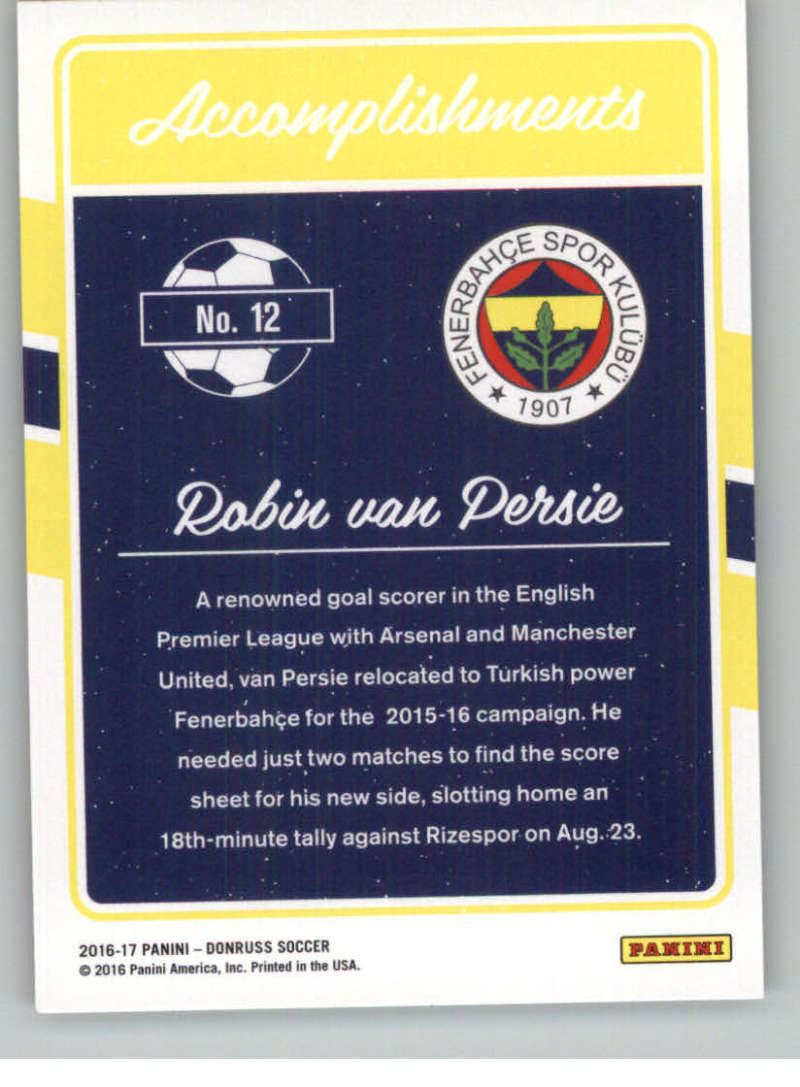 Accomplishments
No. 12
FENERBAHÇE SPOR KULÜBÜ
★ 1907 ★
Robin van Persie
A renowned goal scorer in the English
Premier League with Arsenal and Manchester
United, van Persie relocated to Turkish power
Fenerbahçe for the 2015-16 campaign. He
needed just two matches to find the score
sheet for his new side, slotting home an
18th-minute tally against Rizespor on Aug. 23.
2016-17 PANINI – DONRUSS SOCCER
© 2016 Panini America, Inc. Printed in the USA.
PANINI